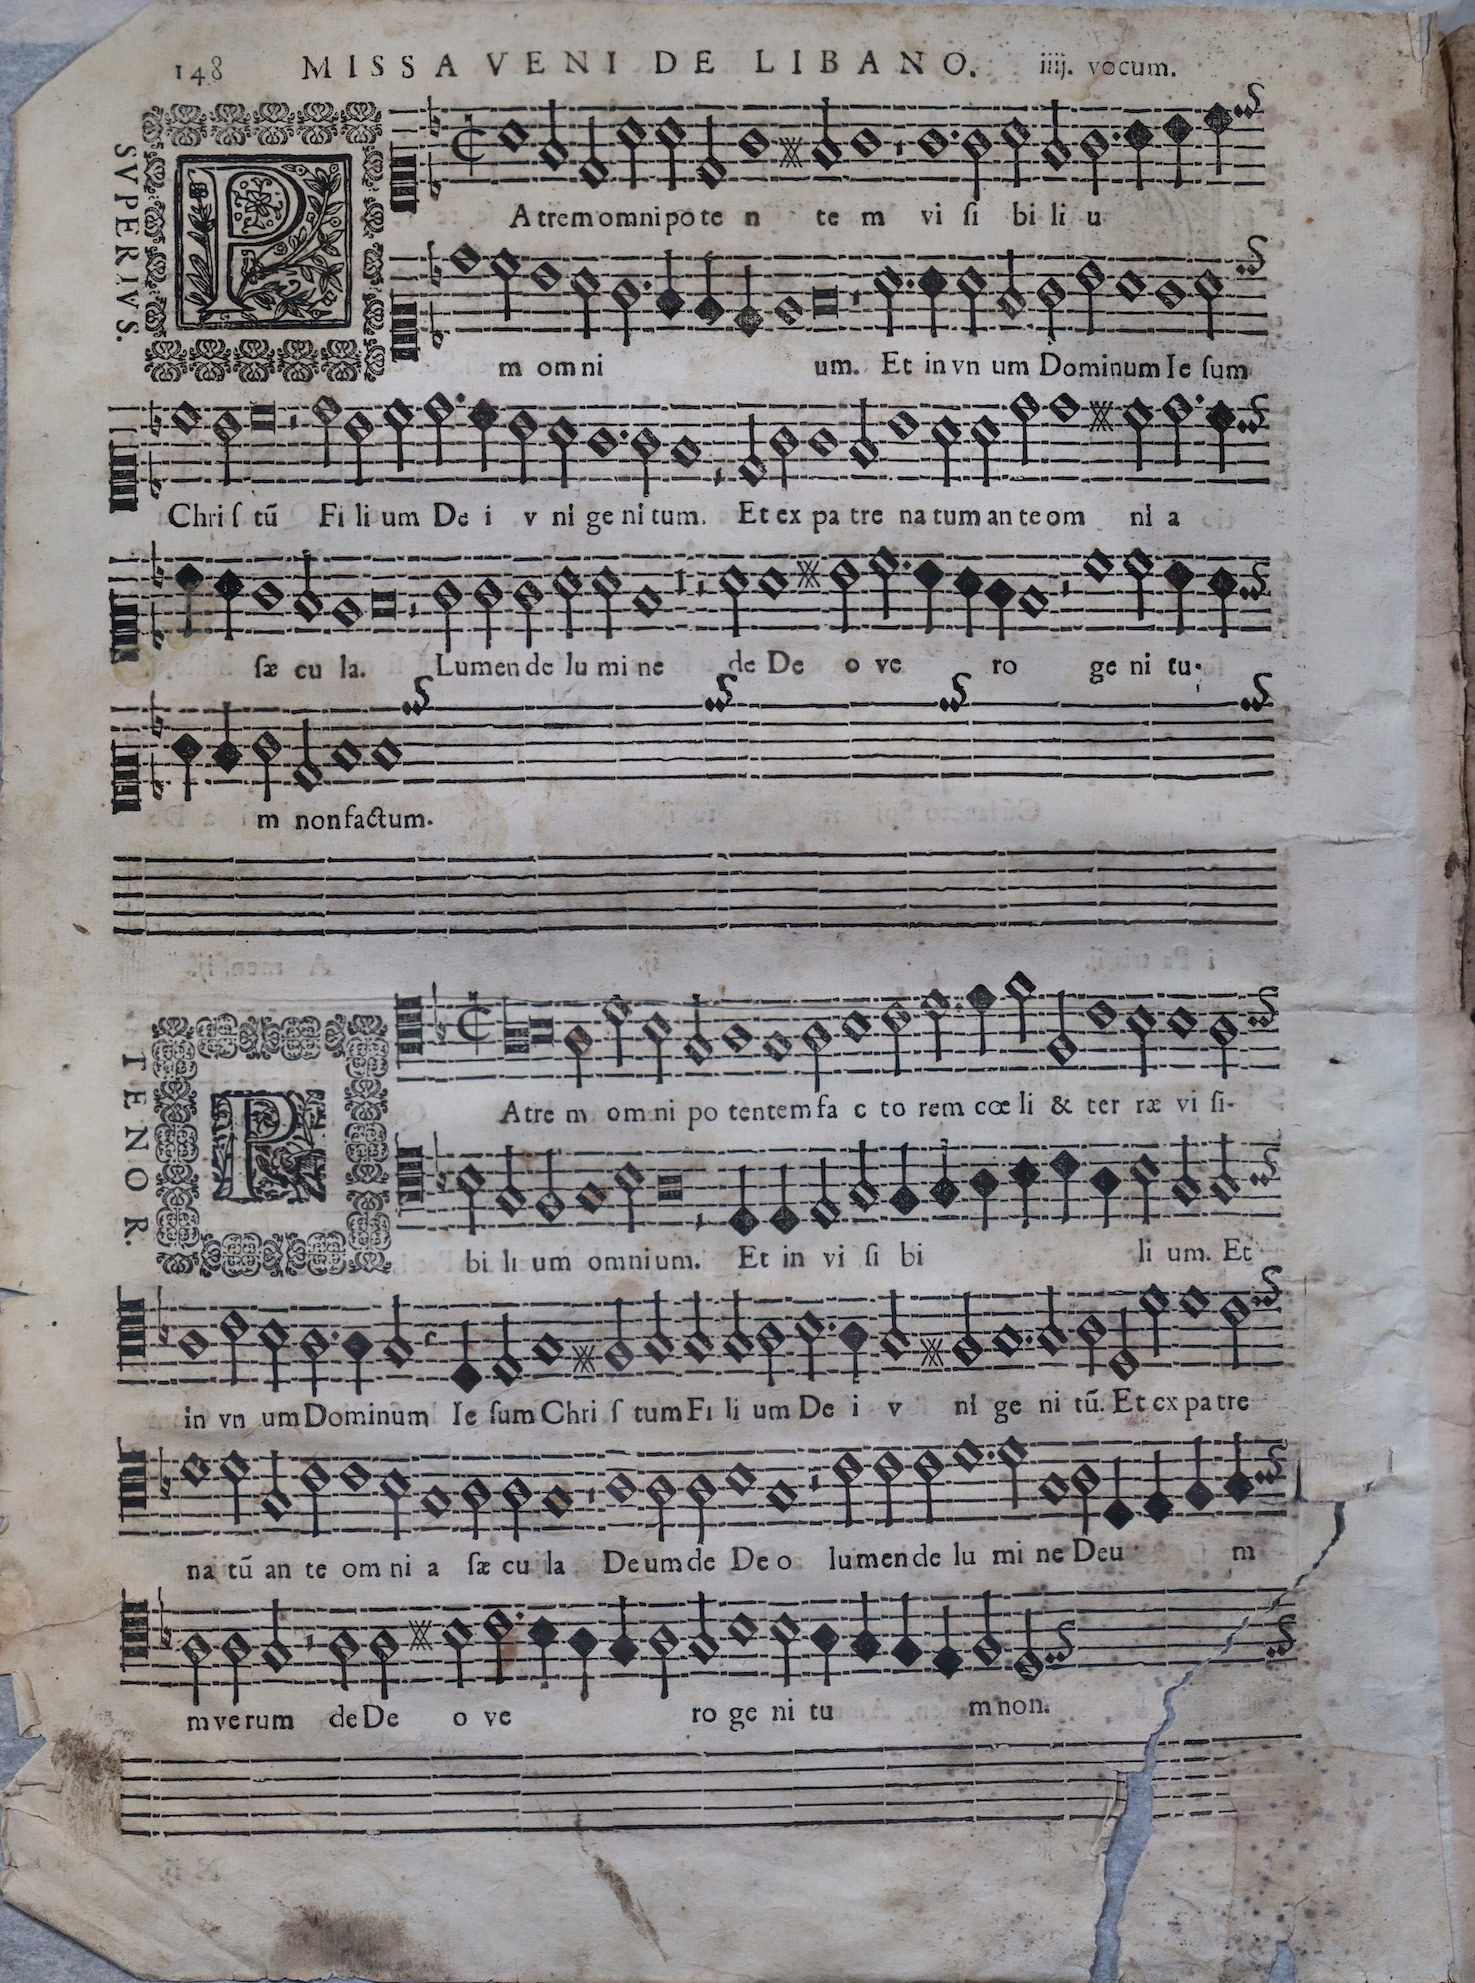 148 MISSA VENI DE LIBANO. iiij. vocum.
SVPERIVS.
P
Atrem omnipote n te m vi ſi bi li u
m omni um. Et in vn um Dominum Ie ſum
Chri ſ tũ Fi li um De i v ni ge ni tum. Et ex pa tre na tum an te om ni a
ſæ cu la. Lumen de lu mi ne de De o ve ro ge ni tu
m non factum.
TENOR.
P
Atre m om ni po tentem fa c to rem cœ li & ter ræ vi ſi-
bi li um omnium. Et in vi ſi bi li um. Et
in vn um Dominum Ie ſum Chri ſ tum Fi li um De i v ni ge ni tũ. Et ex pa tre
na tũ an te om ni a ſæ cu la De um de De o lumen de lu mi ne Deu m
m verum de De o ve ro ge ni tu m non.